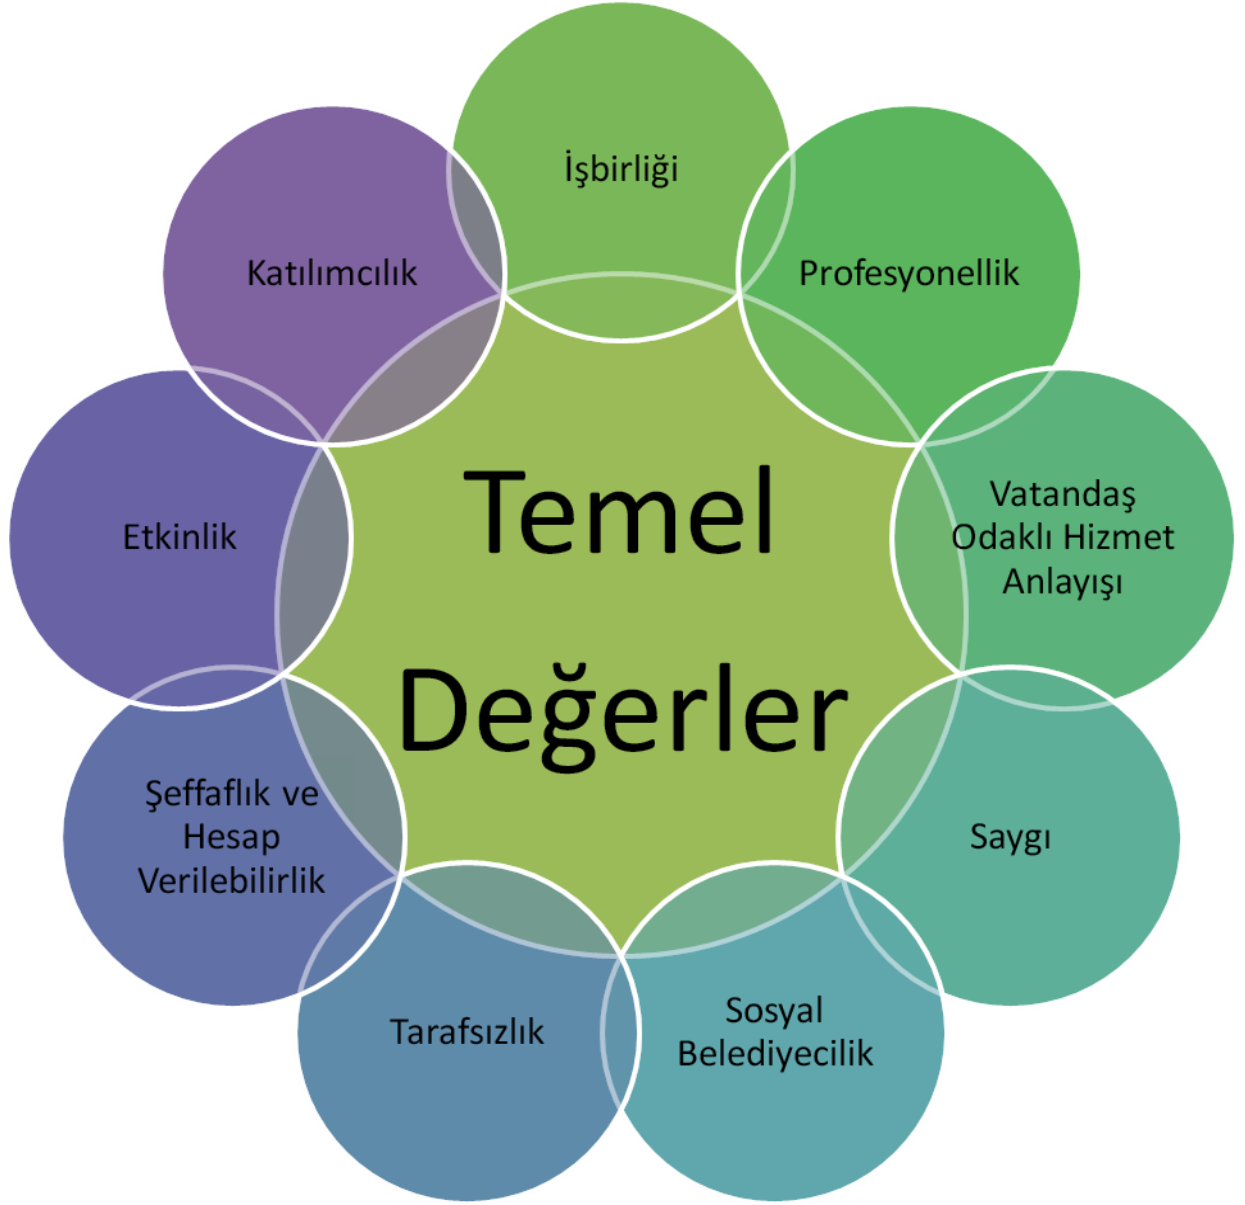 İşbirliği
Profesyonellik
Vatandaş
Odaklı Hizmet
Anlayışı
Saygı
Sosyal
Belediyecilik
Tarafsızlık
Şeffaflık ve
Hesap
Verilebilirlik
Etkinlik
Katılımcılık
Temel
Değerler